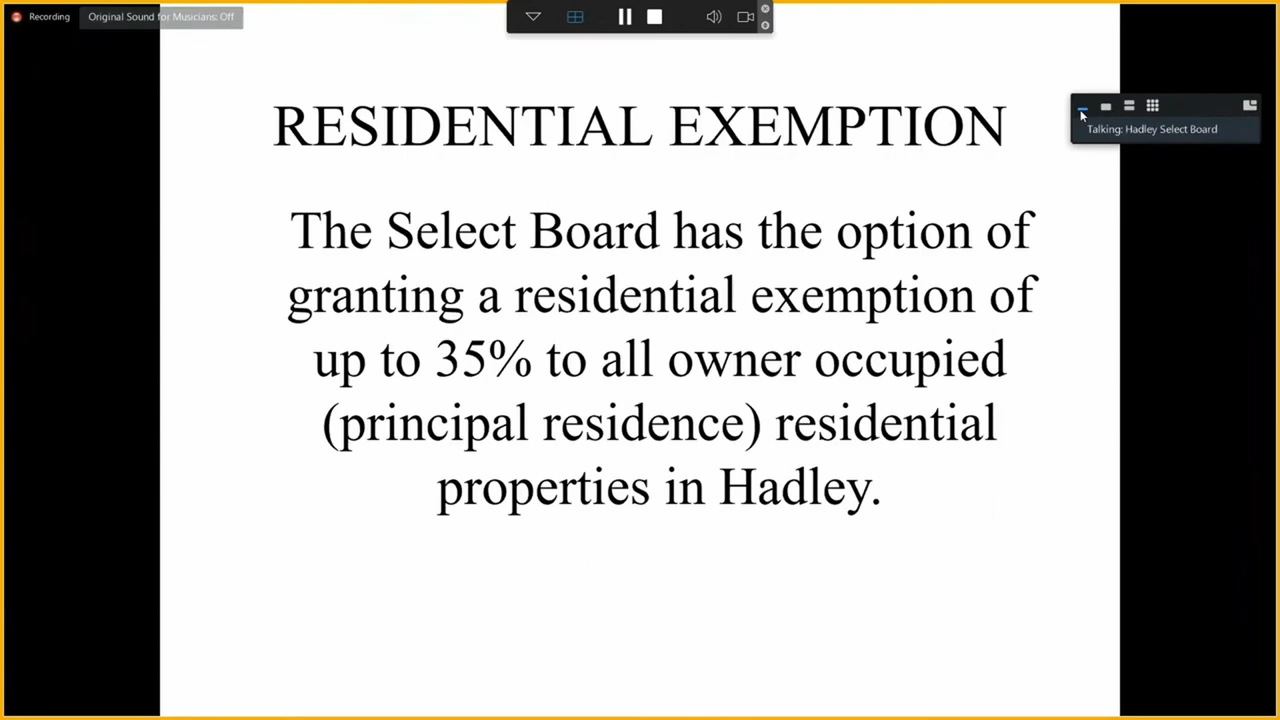 Recording
Original Sound for Musicians: Off
RESIDENTIAL EXEMPTION
Talking: Hadley Select Board
The Select Board has the option of
granting a residential exemption of
up to 35% to all owner occupied
(principal residence) residential
properties in Hadley.